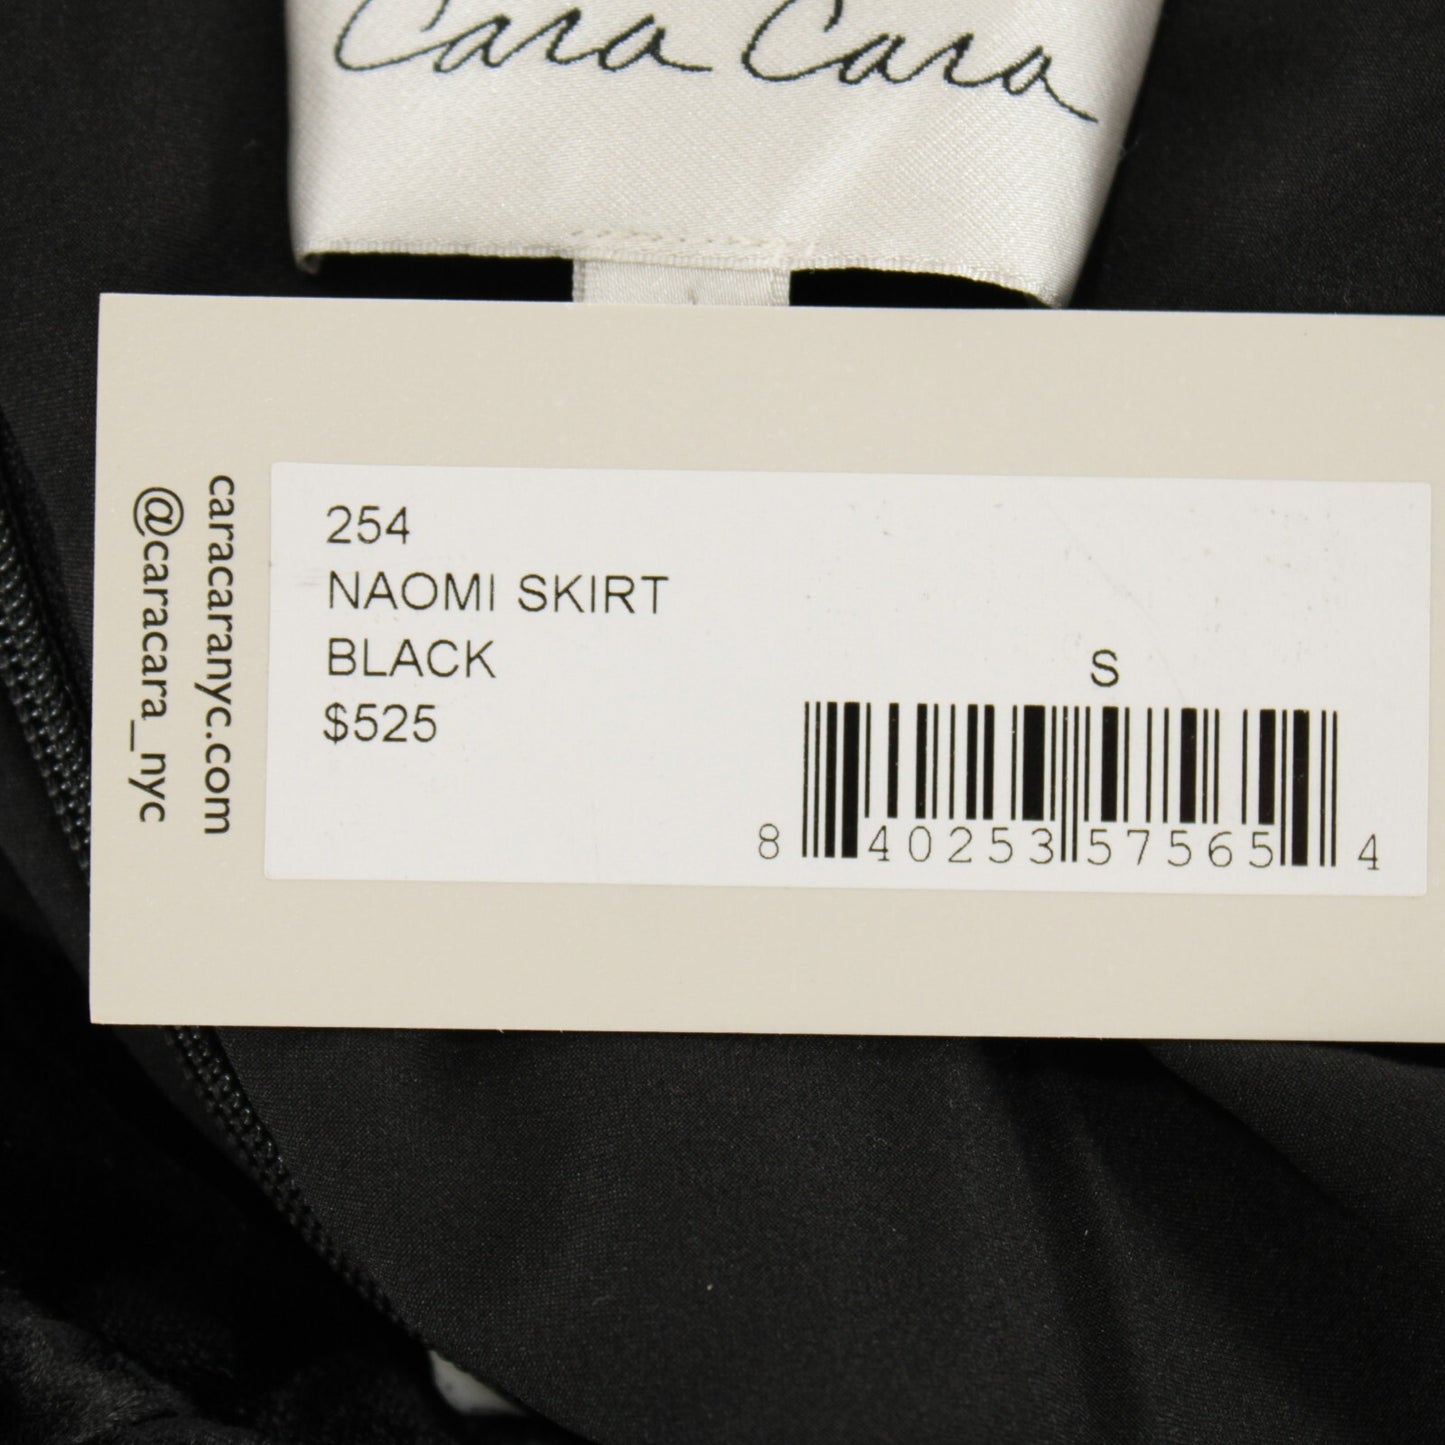 Cara Cara
254
NAOMI SKIRT
BLACK
$525
S
8 40253 57565 4
caracaranyc.com
@caracara_nyc